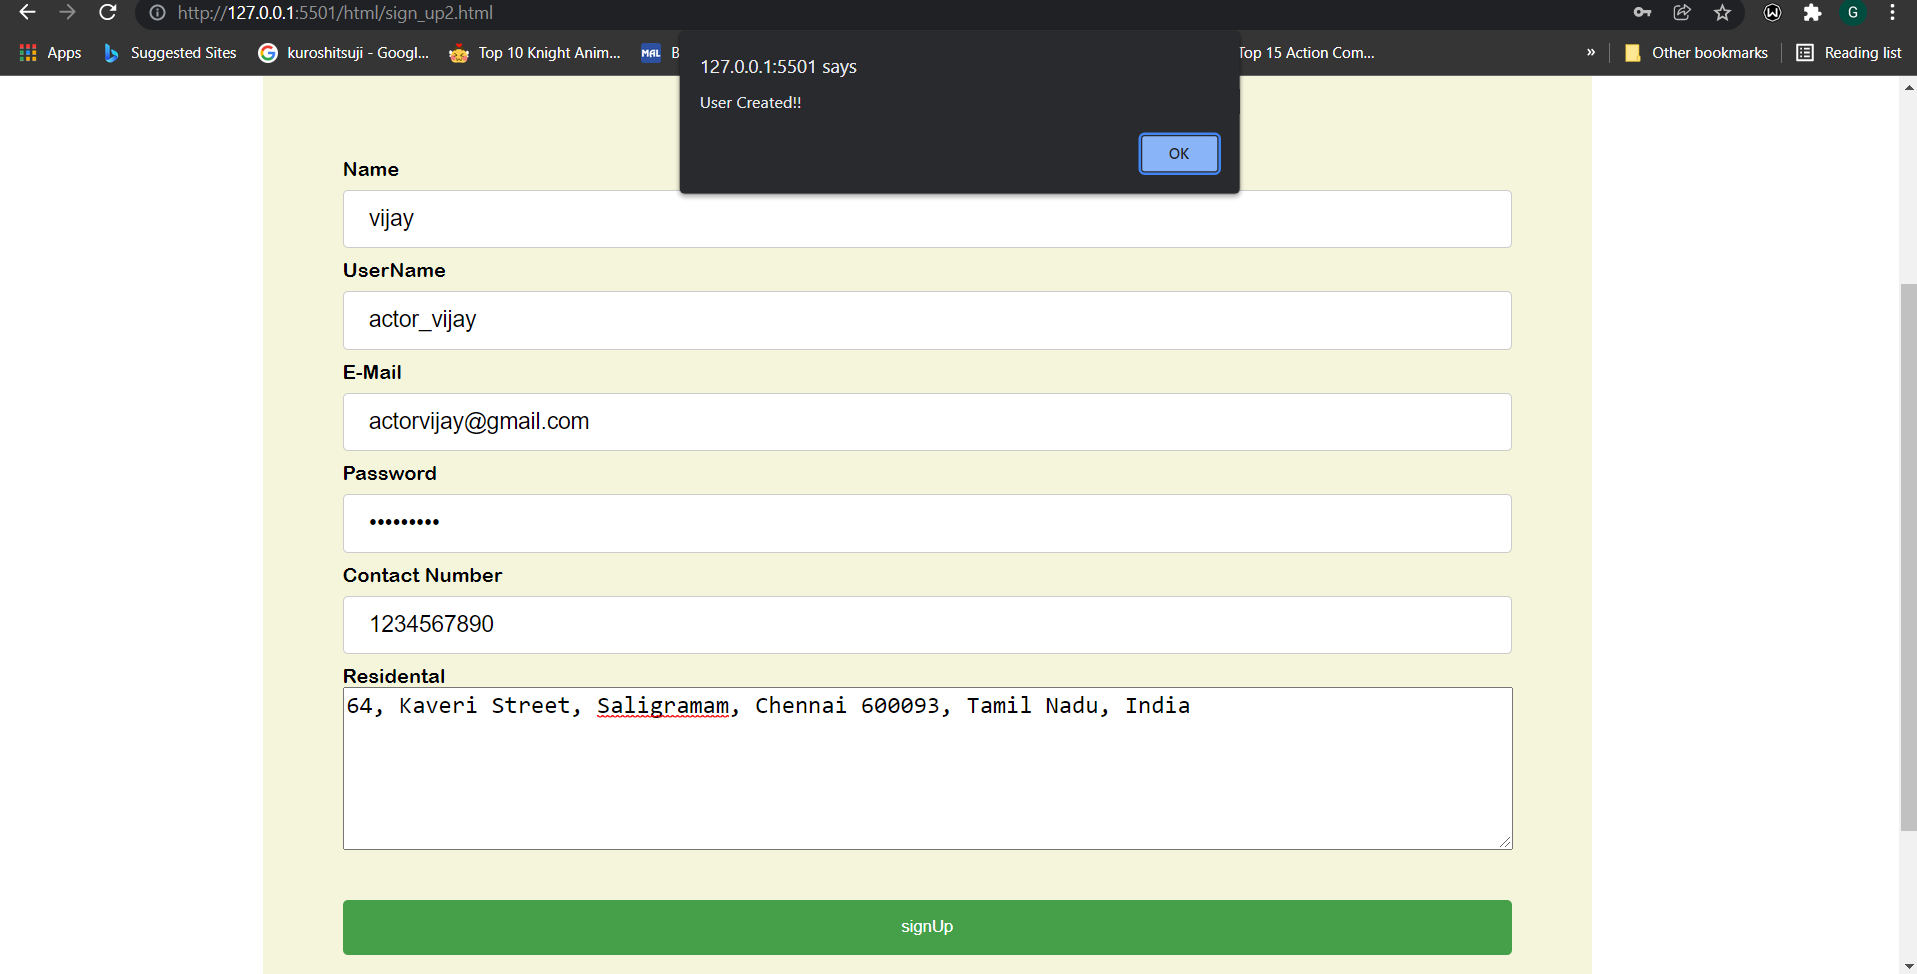 http://127.0.0.1:5501/html/sign_up2.html
G
Apps Suggested Sites kuroshitsuji - Googl... Top 10 Knight Anim... MAL B Top 15 Action Com... » Other bookmarks Reading list
127.0.0.1:5501 says
User Created!!
OK
Name
vijay
UserName
actor_vijay
E-Mail
actorvijay@gmail.com
Password
•••••••••
Contact Number
1234567890
Residental
64, Kaveri Street, Saligramam, Chennai 600093, Tamil Nadu, India
signUp